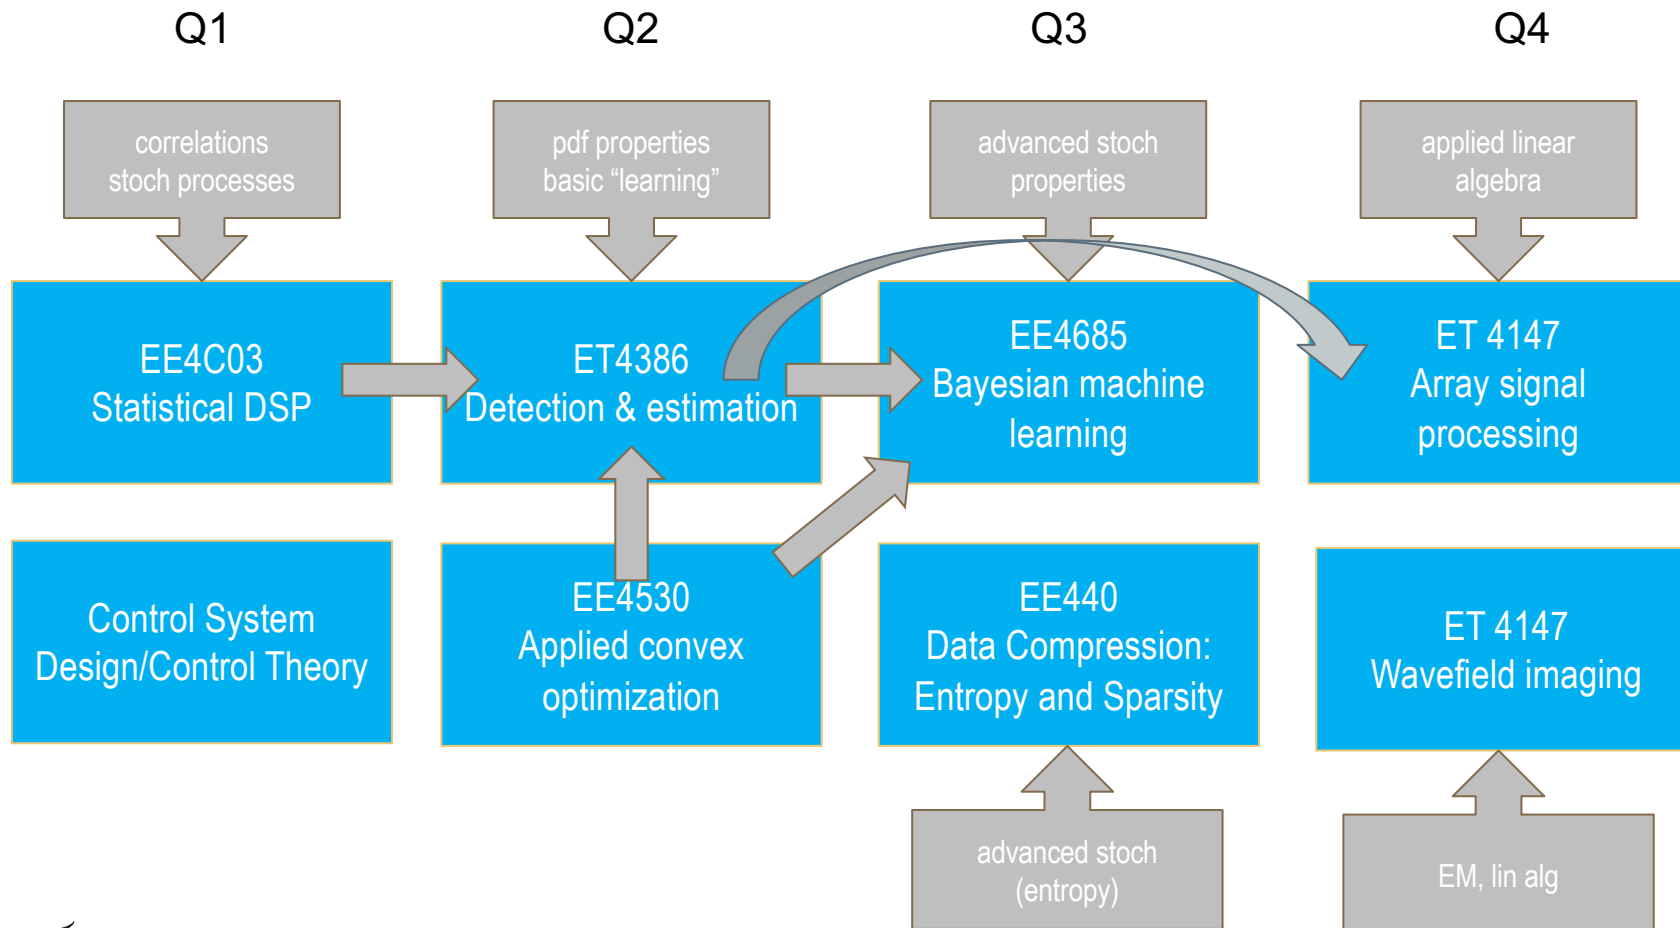 Q1
Q2
Q3
Q4
correlations
stoch processes
pdf properties
basic “learning”
advanced stoch
properties
applied linear
algebra
EE4C03
Statistical DSP
ET4386
Detection & estimation
EE4685
Bayesian machine
learning
ET 4147
Array signal
processing
Control System
Design/Control Theory
EE4530
Applied convex
optimization
EE440
Data Compression:
Entropy and Sparsity
ET 4147
Wavefield imaging
advanced stoch
(entropy)
EM, lin alg